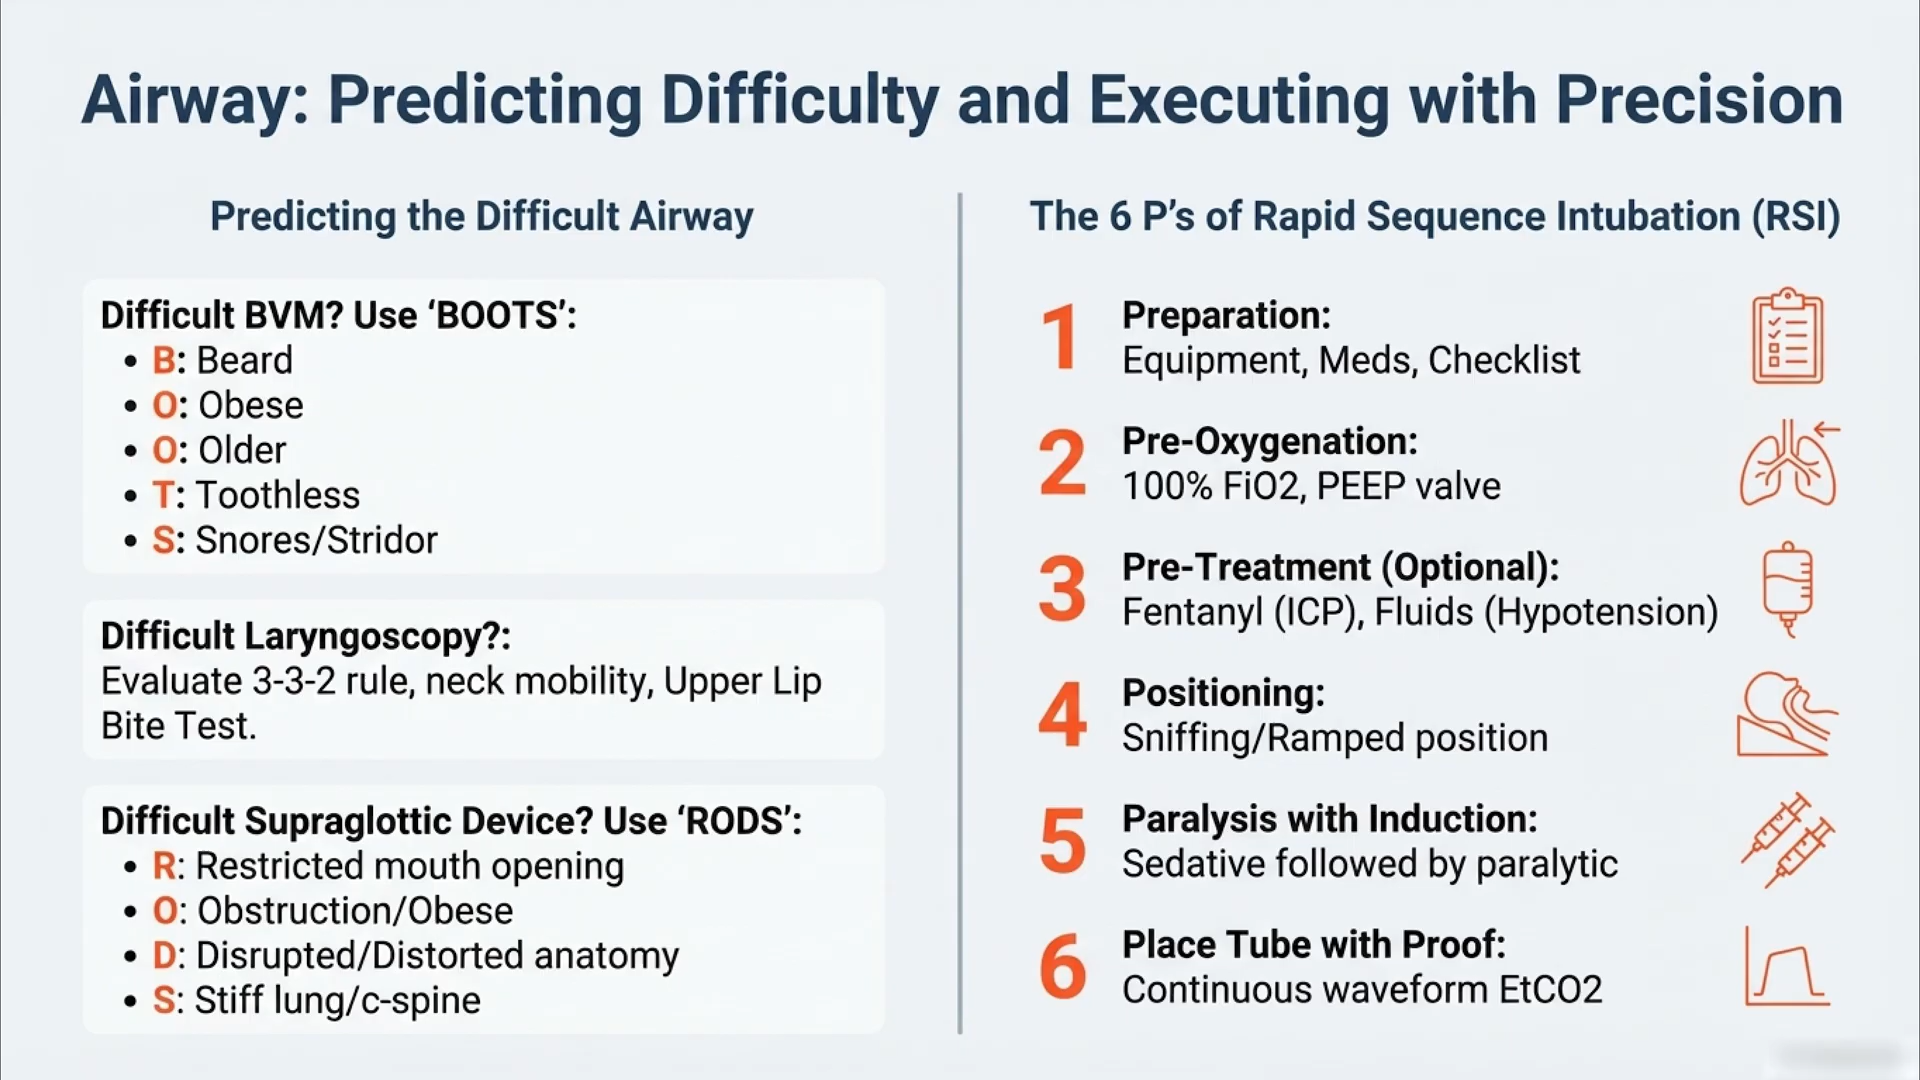 Airway: Predicting Difficulty and Executing with Precision
Predicting the Difficult Airway
Difficult BVM? Use ‘BOOTS’:
• B: Beard
• O: Obese
• O: Older
• T: Toothless
• S: Snores/Stridor
Difficult Laryngoscopy?:
Evaluate 3-3-2 rule, neck mobility, Upper Lip
Bite Test.
Difficult Supraglottic Device? Use ‘RODS’:
• R: Restricted mouth opening
• O: Obstruction/Obese
• D: Disrupted/Distorted anatomy
• S: Stiff lung/c-spine
The 6 P’s of Rapid Sequence Intubation (RSI)
1 Preparation:
Equipment, Meds, Checklist
2 Pre-Oxygenation:
100% FiO2, PEEP valve
3 Pre-Treatment (Optional):
Fentanyl (ICP), Fluids (Hypotension)
4 Positioning:
Sniffing/Ramped position
5 Paralysis with Induction:
Sedative followed by paralytic
6 Place Tube with Proof:
Continuous waveform EtCO2